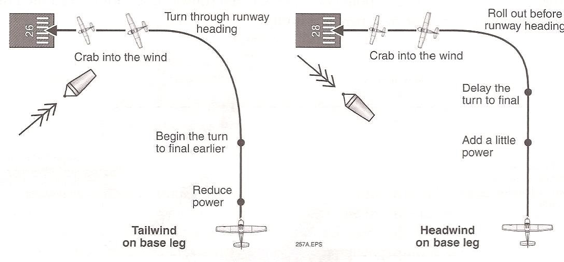 26
Turn through runway
heading
Crab into the wind
Begin the turn
to final earlier
Reduce
power
Tailwind
on base leg
28
Roll out before
runway heading
Crab into the wind
Delay the
turn to final
Add a little
power
257A.EPS
Headwind
on base leg